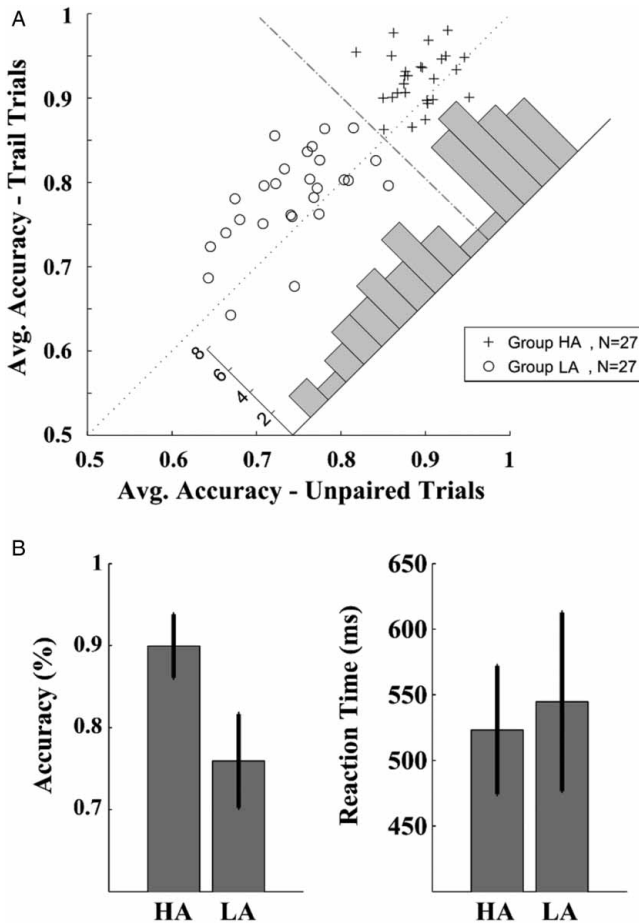 A
Avg. Accuracy - Trail Trials
1
0.9
0.8
0.7
0.6
0.5
8
6
4
2
Group HA , N=27
Group LA , N=27
0.5 0.6 0.7 0.8 0.9 1
Avg. Accuracy - Unpaired Trials
B
Accuracy (%)
1
0.9
0.8
0.7
HA LA
Reaction Time (ms)
650
600
550
500
450
HA LA